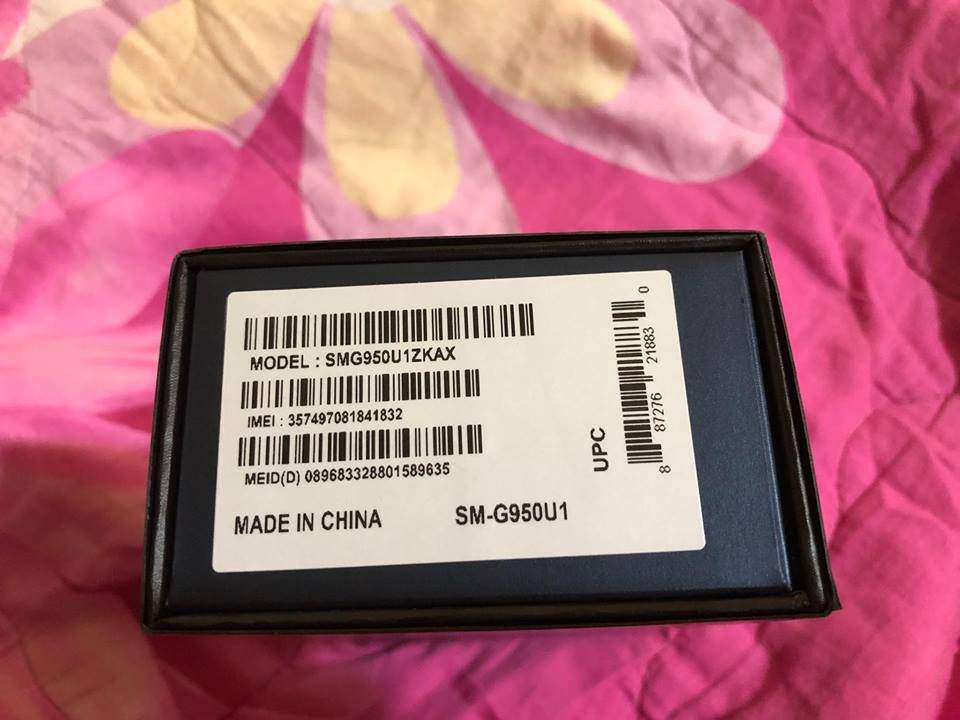 MODEL : SMG950U1ZKAX
IMEI : 357497081841832
MEID(D) 089683328801589635
MADE IN CHINA
SM-G950U1
UPC
8 87276 21883 0